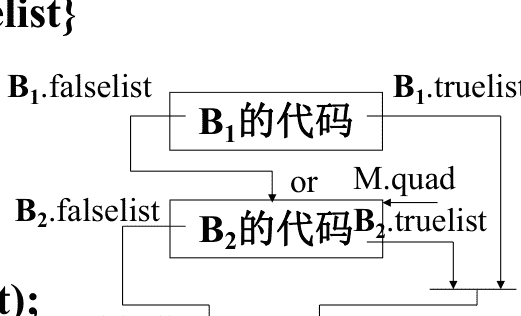 elist}
B₁.falselist
B₁.truelist
B₁的代码
or
M.quad
B₂.falselist
B₂的代码
B₂.truelist
t);